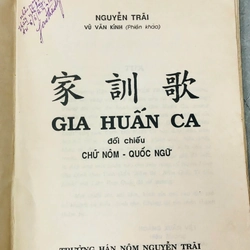 NGUYỄN TRÃI
VŨ VĂN KÍNH (Phiên khảo)
家訓歌
GIA HUẤN CA
đối chiếu
CHỮ NÔM - QUỐC NGỮ
TRƯỜNG HÁN NÔM NGUYỄN TRÃI